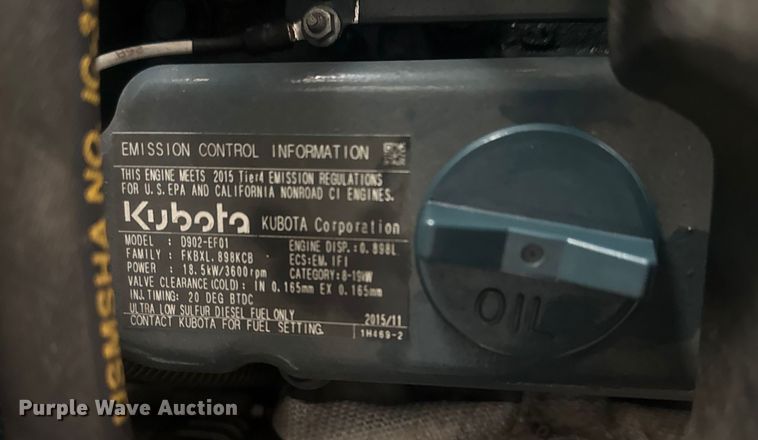 EMISSION CONTROL INFORMATION
THIS ENGINE MEETS 2015 Tier4 EMISSION REGULATIONS
FOR U.S. EPA AND CALIFORNIA NONROAD CI ENGINES.
Kubota KUBOTA Corporation
MODEL : D902-EF01 ENGINE DISP.:0.898L
FAMILY : FKBXL.898KCB ECS:EM, IFI
POWER : 18.5kW/3600rpm CATEGORY:8-19kW
VALVE CLEARANCE(COLD): IN 0.165mm EX 0.165mm
INJ.TIMING: 20 DEG BTDC
ULTRA LOW SULFUR DIESEL FUEL ONLY 2015/11
CONTACT KUBOTA FOR FUEL SETTING. 1H469-2
OIL
NO.
Purple Wave Auction